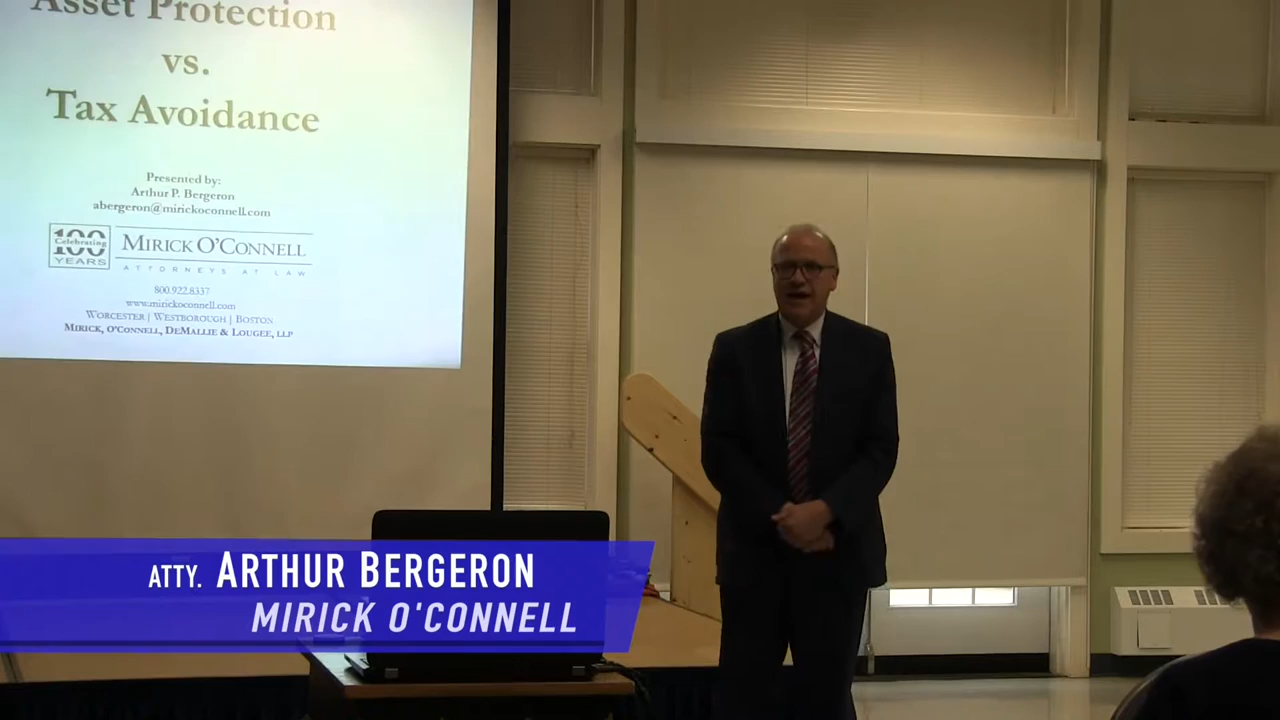 Asset Protection
vs.
Tax Avoidance
Presented by:
Arthur P. Bergeron
abergeron@mirickoconnell.com
100
Celebrating
YEARS
MIRICK O'CONNELL
ATTORNEYS AT LAW
800.922.8337
www.mirickoconnell.com
WORCESTER | WESTBOROUGH | BOSTON
MIRICK, O'CONNELL, DEMALLIE & LOUGEE, LLP
ATTY. ARTHUR BERGERON
MIRICK O'CONNELL